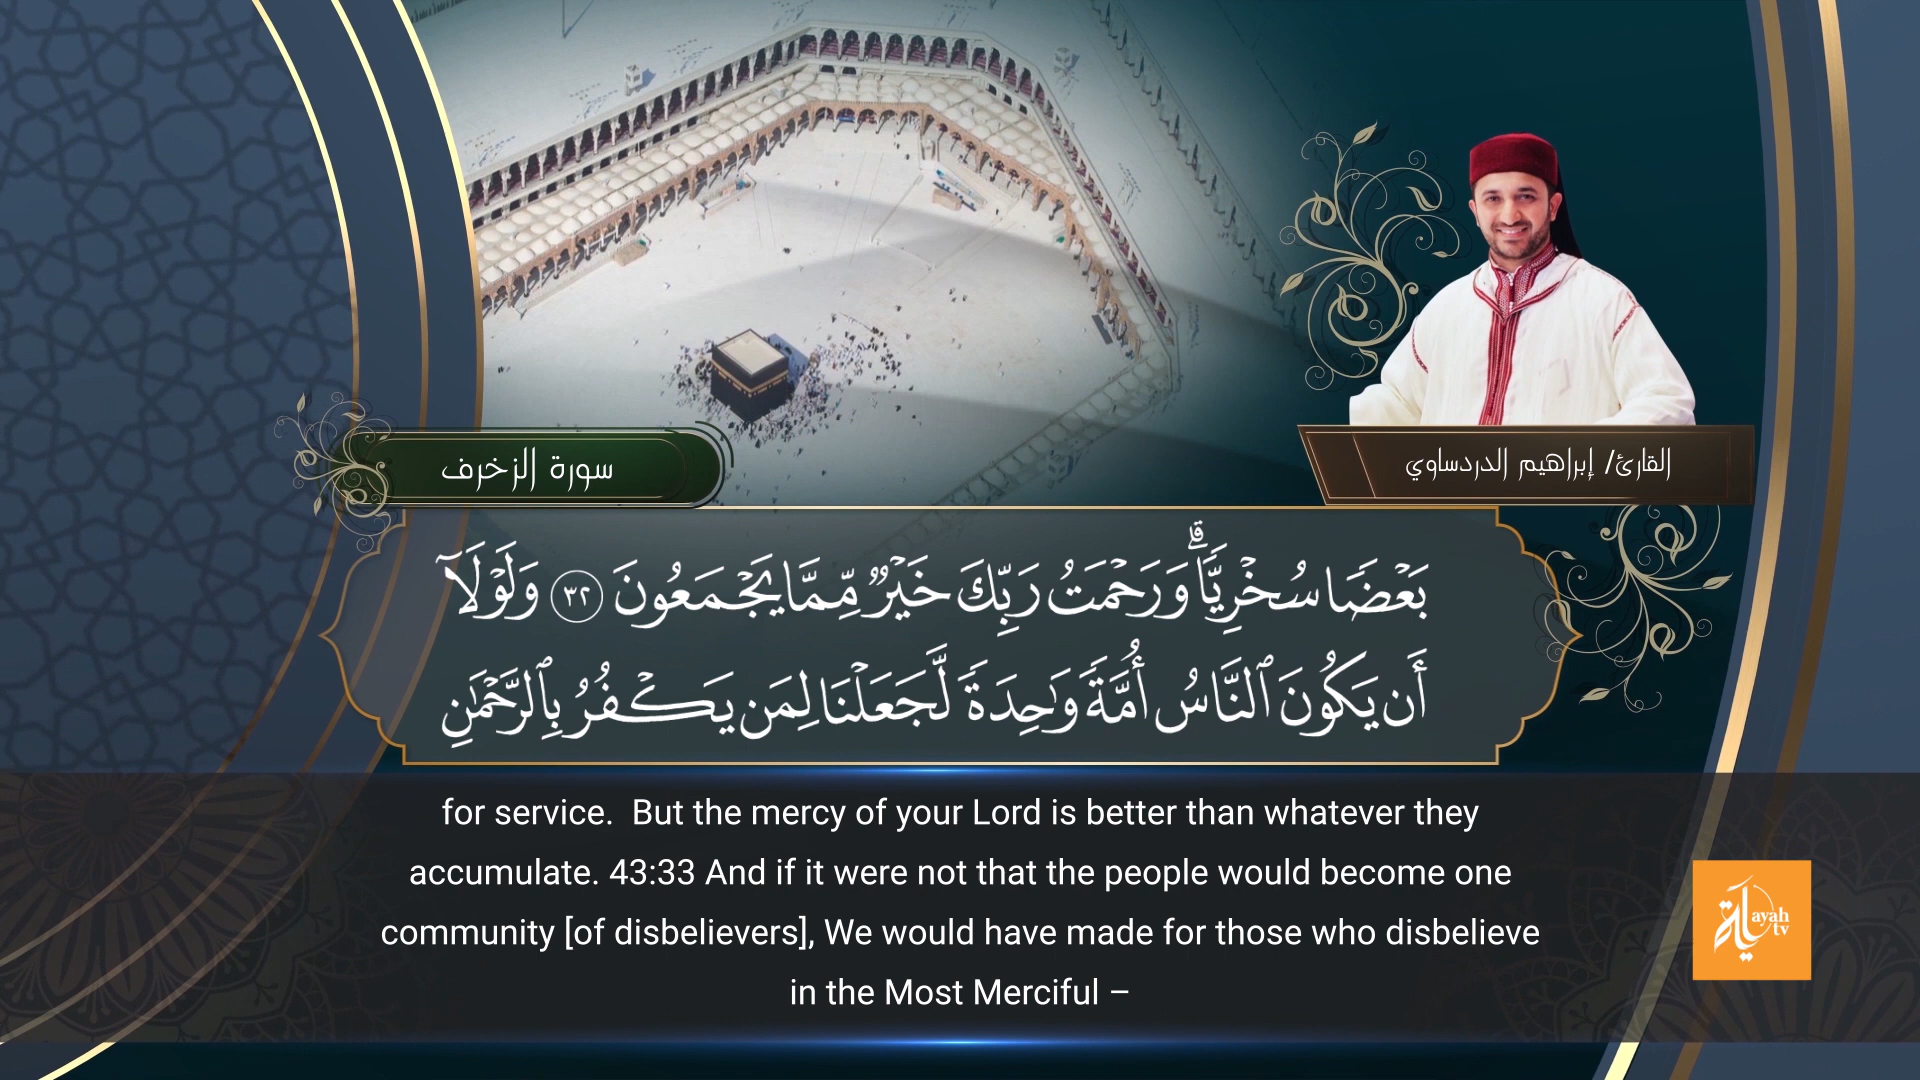 سورة الزخرف
القارئ/ إبراهيم الدردساوي
بَعْضًا سُخْرِيًّا ۗ وَرَحْمَتُ رَبِّكَ خَيْرٌ مِّمَّا يَجْمَعُونَ ٣٢ وَلَوْلَآ
أَن يَكُونَ ٱلنَّاسُ أُمَّةً وَٰحِدَةً لَّجَعَلْنَا لِمَن يَكْفُرُ بِٱلرَّحْمَٰنِ
for service. But the mercy of your Lord is better than whatever they
accumulate. 43:33 And if it were not that the people would become one
community [of disbelievers], We would have made for those who disbelieve
in the Most Merciful –
آية
ayah
tv